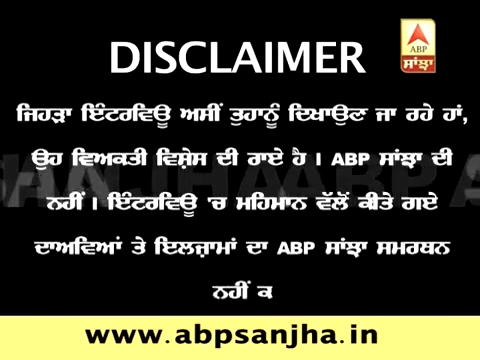 DISCLAIMER
ABP
ਸਾਂਝਾ
ਜਿਹੜਾ ਇੰਟਰਵਿਊ ਅਸੀਂ ਤੁਹਾਨੂੰ ਦਿਖਾਉਣ ਜਾ ਰਹੇ ਹਾਂ,
ਉਹ ਵਿਅਕਤੀ ਵਿਸ਼ੇਸ ਦੀ ਰਾਏ ਹੈ। ABP ਸਾਂਝਾ ਦੀ
ਨਹੀਂ। ਇੰਟਰਵਿਊ 'ਚ ਮਹਿਮਾਨ ਵੱਲੋਂ ਕੀਤੇ ਗਏ
ਦਾਅਵਿਆਂ ਤੇ ਇਲਜ਼ਾਮਾਂ ਦਾ ABP ਸਾਂਝਾ ਸਮਰਥਨ
ਨਹੀਂ ਕ
www.abpsanjha.in